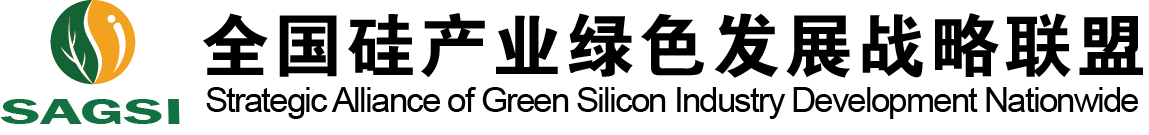 全国硅产业绿色发展战略联盟
SAGSI
Strategic Alliance of Green Silicon Industry Development Nationwide